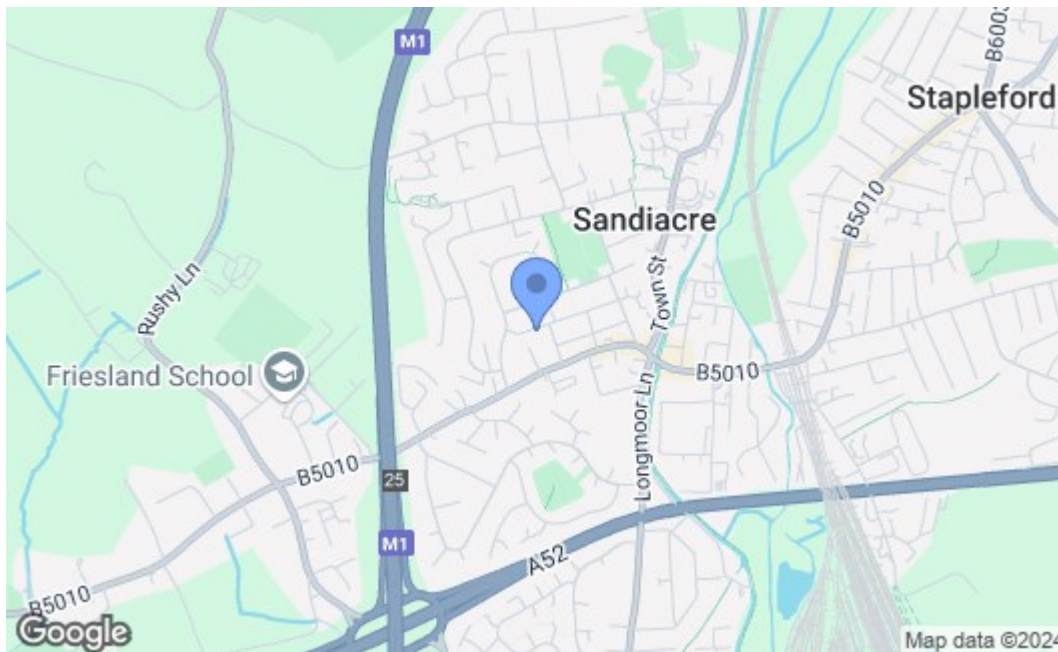 M1
B6003
Stapleford
B5010
Sandiacre
Town St
Rushy Ln
Friesland School
B5010
Longmoor Ln
B5010
25
M1
A52
B5010
Google
Map data ©2024